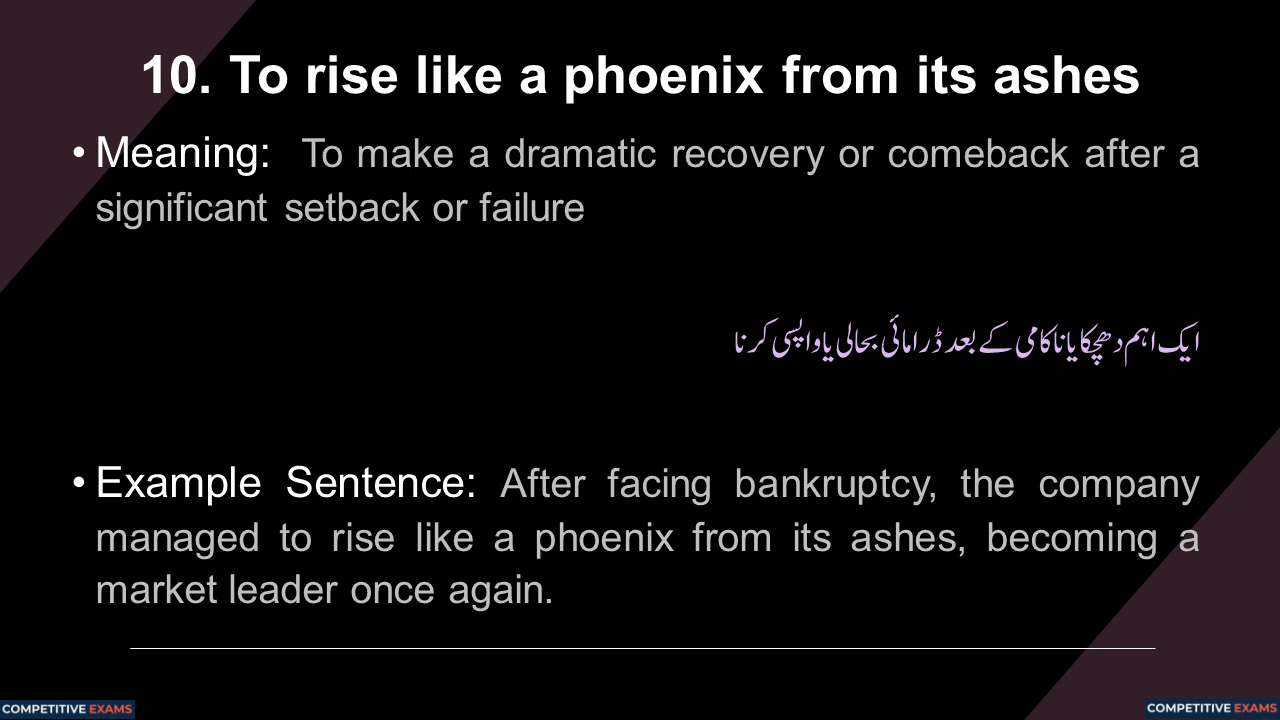 10. To rise like a phoenix from its ashes
• Meaning: To make a dramatic recovery or comeback after a
significant setback or failure
ایک اہم دھچکا یا ناکامی کے بعد ڈرامائی بحالی یا واپسی کرنا
• Example Sentence: After facing bankruptcy, the company
managed to rise like a phoenix from its ashes, becoming a
market leader once again.
COMPETITIVE EXAMS
COMPETITIVE EXAMS